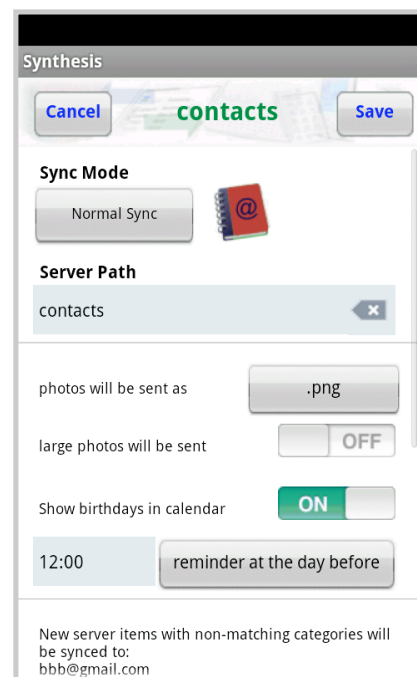 Synthesis
Cancel contacts Save
Sync Mode
Normal Sync
@
Server Path
contacts
photos will be sent as .png
large photos will be sent OFF
Show birthdays in calendar ON
12:00 reminder at the day before
New server items with non-matching categories will
be synced to:
bbb@gmail.com